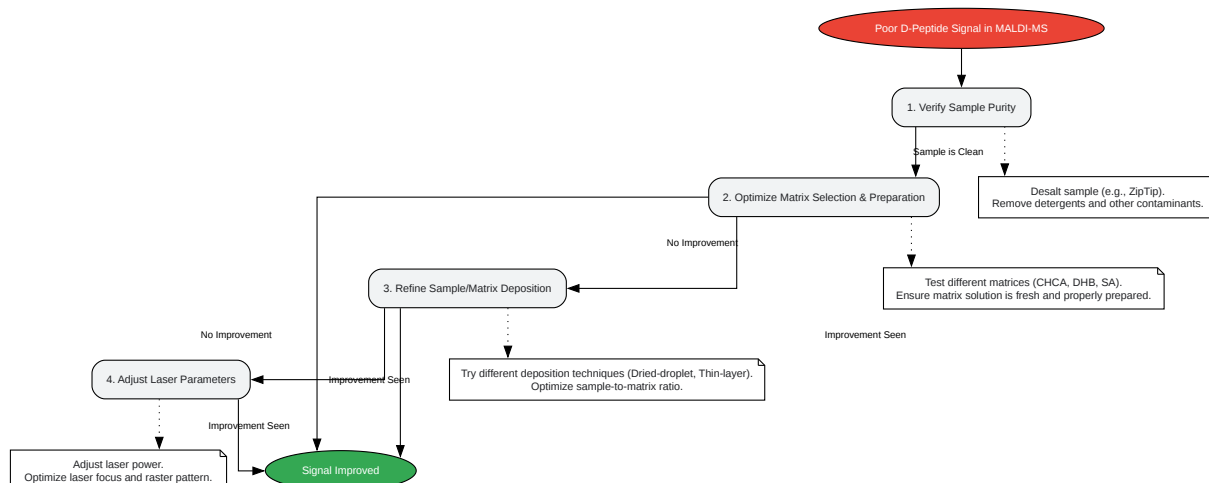 Poor D-Peptide Signal in MALDI-MS
1. Verify Sample Purity
Sample is Clean
Desalt sample (e.g., ZipTip).
Remove detergents and other contaminants.
2. Optimize Matrix Selection & Preparation
No Improvement
Test different matrices (CHCA, DHB, SA).
Ensure matrix solution is fresh and properly prepared.
3. Refine Sample/Matrix Deposition
No Improvement
Improvement Seen
Try different deposition techniques (Dried-droplet, Thin-layer).
Optimize sample-to-matrix ratio.
4. Adjust Laser Parameters
Improvement Seen
Improvement Seen
Adjust laser power.
Optimize laser focus and raster pattern.
Signal Improved